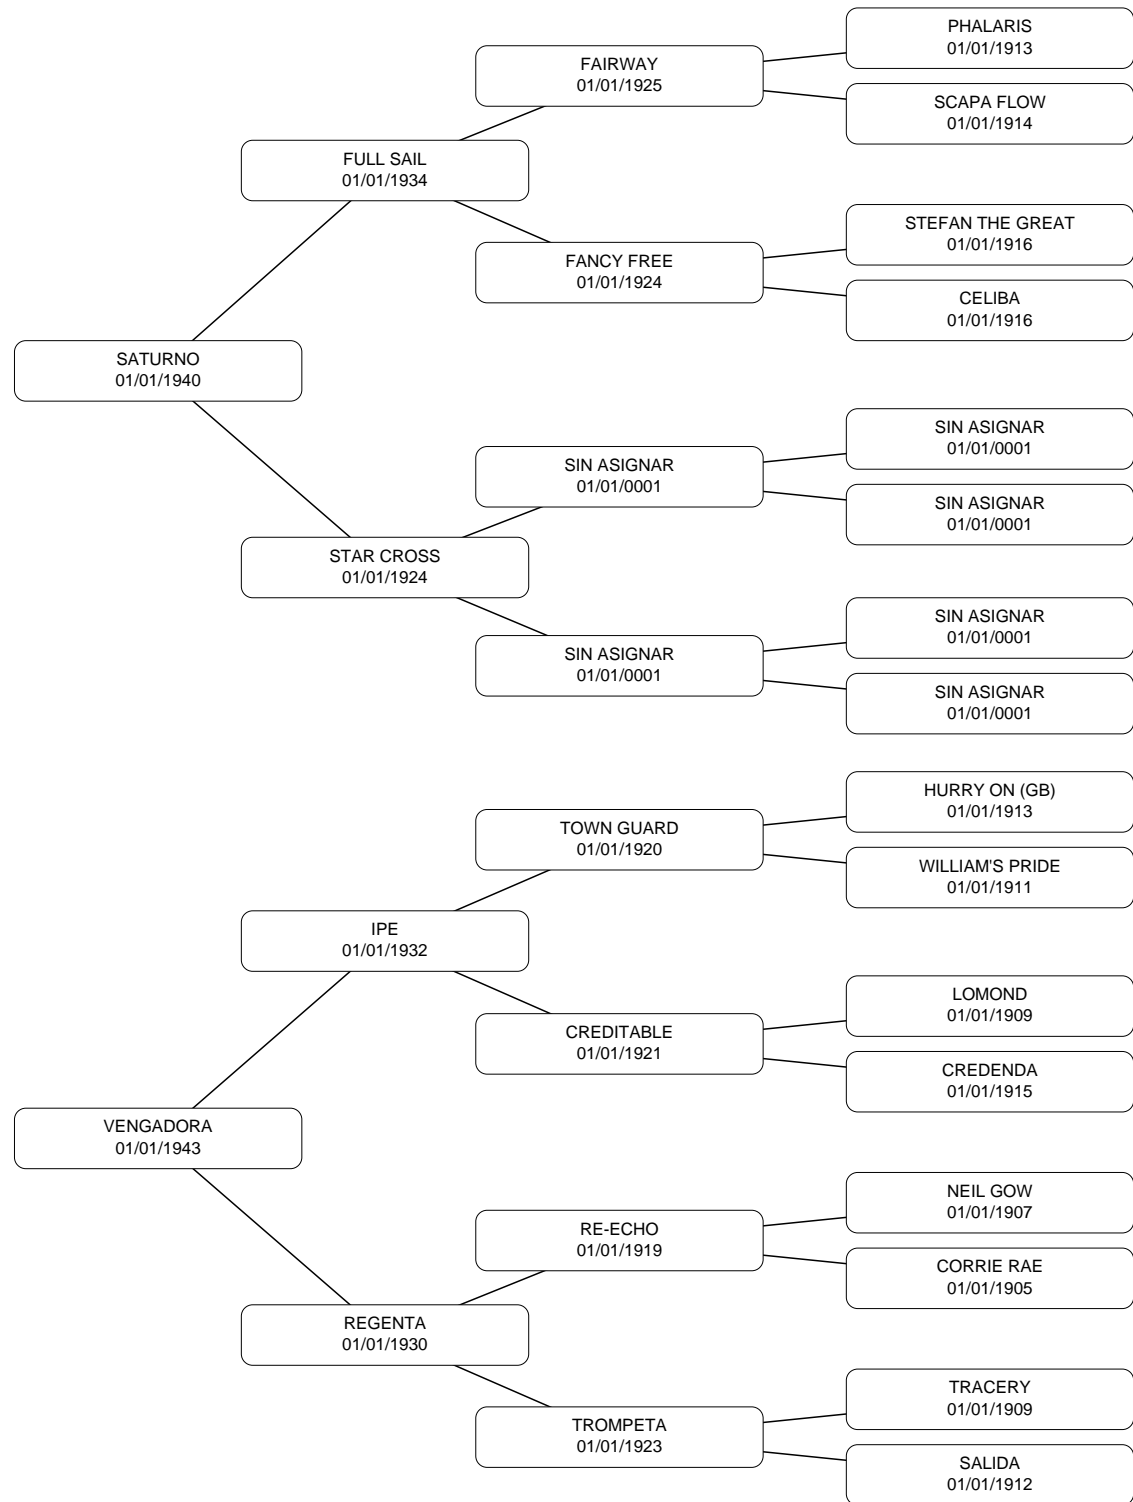 PHALARIS
01/01/1913
FAIRWAY
01/01/1925
SCAPA FLOW
01/01/1914
FULL SAIL
01/01/1934
STEFAN THE GREAT
01/01/1916
FANCY FREE
01/01/1924
CELIBA
01/01/1916
SATURNO
01/01/1940
SIN ASIGNAR
01/01/0001
SIN ASIGNAR
01/01/0001
SIN ASIGNAR
01/01/0001
STAR CROSS
01/01/1924
SIN ASIGNAR
01/01/0001
SIN ASIGNAR
01/01/0001
SIN ASIGNAR
01/01/0001
HURRY ON (GB)
01/01/1913
TOWN GUARD
01/01/1920
WILLIAM'S PRIDE
01/01/1911
IPE
01/01/1932
LOMOND
01/01/1909
CREDITABLE
01/01/1921
CREDENDA
01/01/1915
VENGADORA
01/01/1943
NEIL GOW
01/01/1907
RE-ECHO
01/01/1919
CORRIE RAE
01/01/1905
REGENTA
01/01/1930
TRACERY
01/01/1909
TROMPETA
01/01/1923
SALIDA
01/01/1912